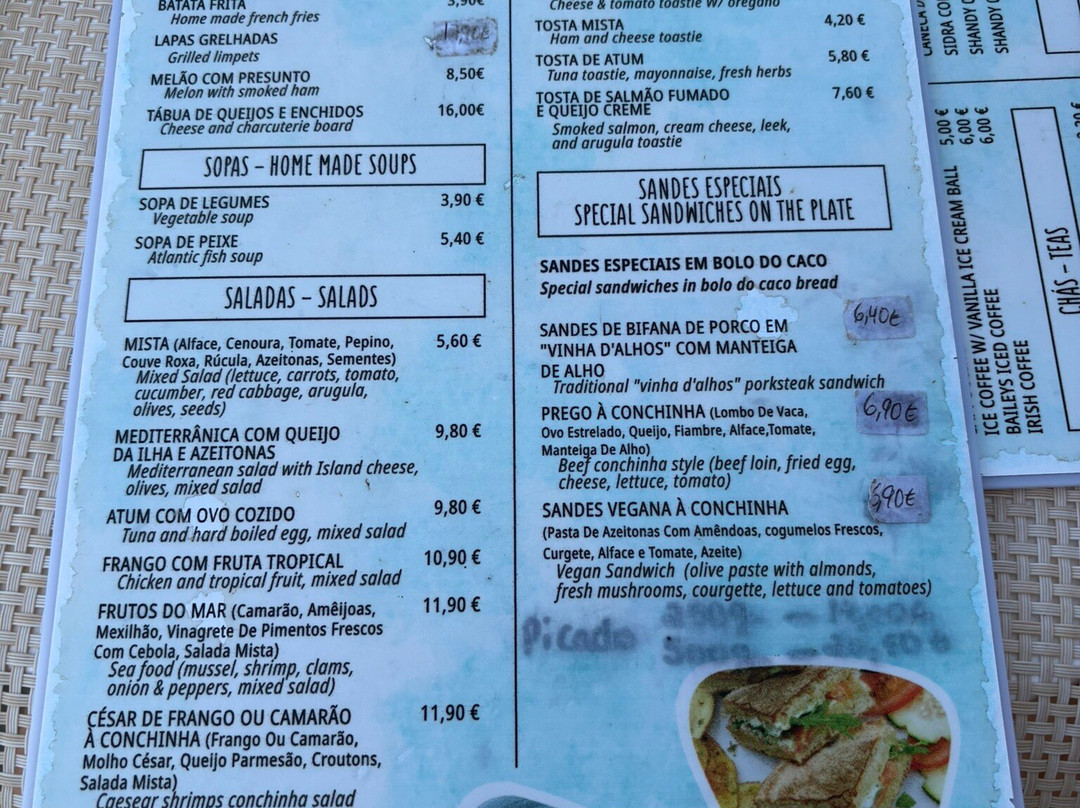 BATATA FRITA
Home made french fries
LAPAS GRELHADAS
Grilled limpets
MELÃO COM PRESUNTO 8,50€
Melon with smoked ham
TÁBUA DE QUEIJOS E ENCHIDOS 16,00€
Cheese and charcuterie board
SOPAS – HOME MADE SOUPS
SOPA DE LEGUMES 3,90 €
Vegetable soup
SOPA DE PEIXE 5,40 €
Atlantic fish soup
SALADAS – SALADS
MISTA (Alface, Cenoura, Tomate, Pepino, 5,60 €
Couve Roxa, Rúcula, Azeitonas, Sementes)
Mixed Salad (lettuce, carrots, tomato,
cucumber, red cabbage, arugula,
olives, seeds)
MEDITERRÂNICA COM QUEIJO 9,80 €
DA ILHA E AZEITONAS
Mediterranean salad with Island cheese,
olives, mixed salad
ATUM COM OVO COZIDO 9,80 €
Tuna and hard boiled egg, mixed salad
FRANGO COM FRUTA TROPICAL 10,90 €
Chicken and tropical fruit, mixed salad
FRUTOS DO MAR (Camarão, Amêijoas, 11,90 €
Mexilhão, Vinagrete De Pimentos Frescos
Com Cebola, Salada Mista)
Sea food (mussel, shrimp, clams,
onion & peppers, mixed salad)
CÉSAR DE FRANGO OU CAMARÃO 11,90 €
À CONCHINHA (Frango Ou Camarão,
Molho César, Queijo Parmesão, Croutons,
Salada Mista)
Caesear shrimps conchinha salad
Cheese & tomato toastie w/ oregano
TOSTA MISTA 4,20 €
Ham and cheese toastie
TOSTA DE ATUM 5,80 €
Tuna toastie, mayonnaise, fresh herbs
TOSTA DE SALMÃO FUMADO 7,60 €
E QUEIJO CREME
Smoked salmon, cream cheese, leek,
and arugula toastie
SANDES ESPECIAIS
SPECIAL SANDWICHES ON THE PLATE
SANDES ESPECIAIS EM BOLO DO CACO
Special sandwiches in bolo do caco bread
SANDES DE BIFANA DE PORCO EM 6,40€
"VINHA D'ALHOS" COM MANTEIGA
DE ALHO
Traditional "vinha d'alhos" porksteak sandwich
PREGO À CONCHINHA (Lombo De Vaca, 6,90€
Ovo Estrelado, Queijo, Fiambre, Alface,Tomate,
Manteiga De Alho)
Beef conchinha style (beef loin, fried egg,
cheese, lettuce, tomato)
SANDES VEGANA À CONCHINHA
(Pasta De Azeitonas Com Amêndoas, cogumelos Frescos,
Curgete, Alface e Tomate, Azeite)
Vegan Sandwich (olive paste with almonds,
fresh mushrooms, courgette, lettuce and tomatoes)
Picado
SIDRA
SHANDY
SHANDY
ICE COFFEE W/ VANILLA ICE CREAM BALL 5,00 €
BAILEYS ICED COFFEE 6,00 €
IRISH COFFEE 6,00 €
CHÁS - TEAS